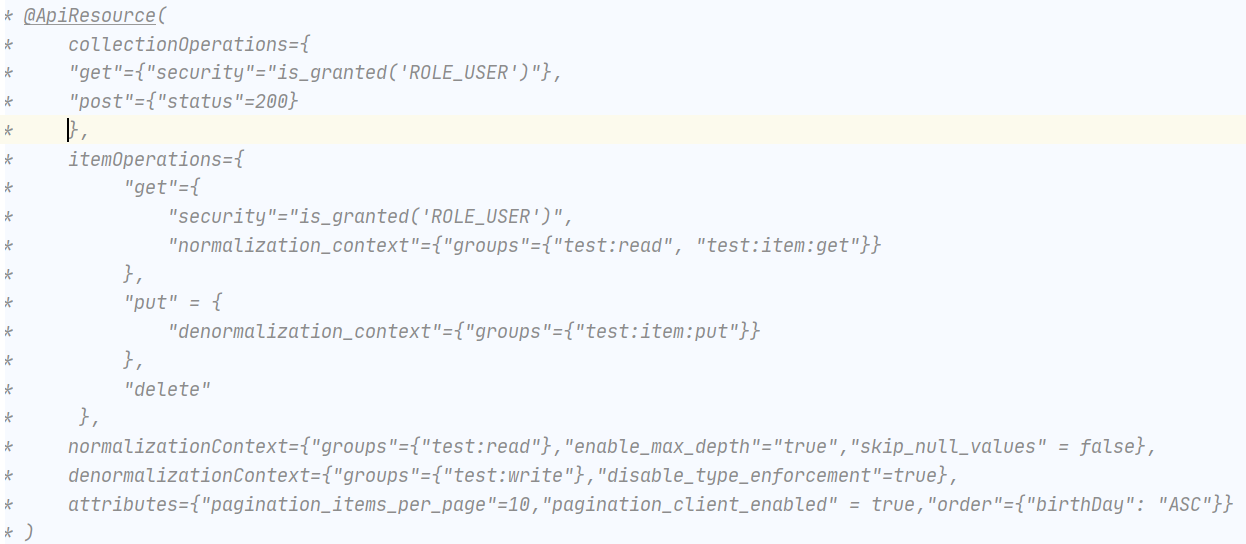 * @ApiResource(
*     collectionOperations={
*     "get"={"security"="is_granted('ROLE_USER')"},
*     "post"={"status"=200}
*     },
*     itemOperations={
*          "get"={
*              "security"="is_granted('ROLE_USER')",
*              "normalization_context"={"groups"={"test:read", "test:item:get"}}
*          },
*          "put" = {
*              "denormalization_context"={"groups"={"test:item:put"}}
*          },
*          "delete"
*      },
*     normalizationContext={"groups"={"test:read"},"enable_max_depth"="true","skip_null_values" = false},
*     denormalizationContext={"groups"={"test:write"},"disable_type_enforcement"=true},
*     attributes={"pagination_items_per_page"=10,"pagination_client_enabled" = true,"order"={"birthDay": "ASC"}}
* )